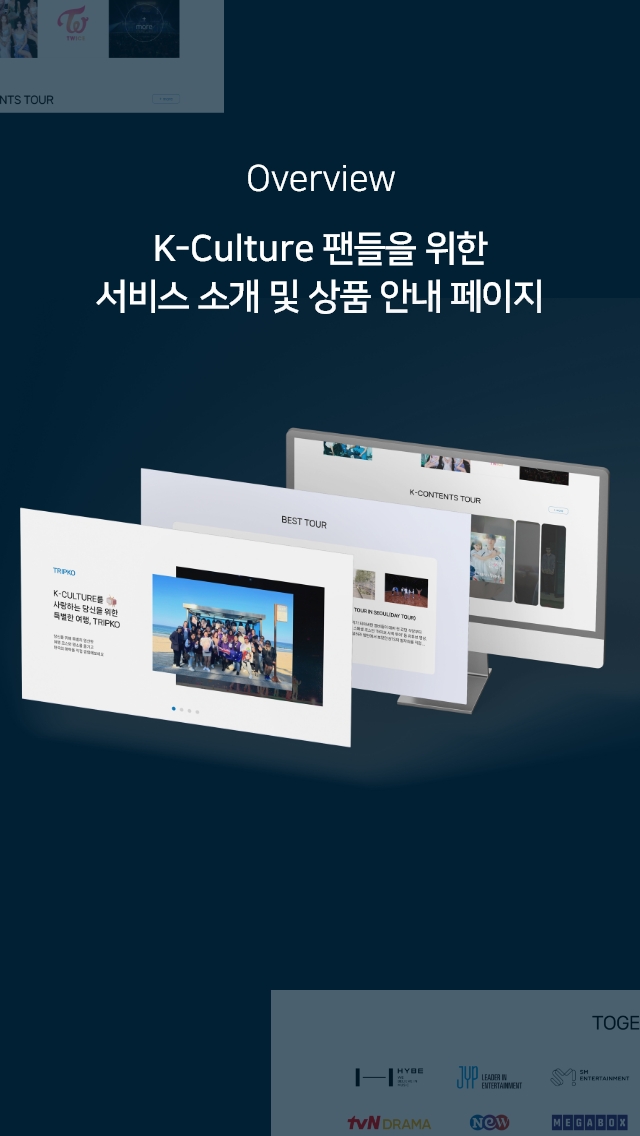 TWICE
more
NTS TOUR
Overview
K-Culture 팬들을 위한
서비스 소개 및 상품 안내 페이지
K-CONTENTS TOUR
BEST TOUR
TOUR IN SEOUL(DAY TOUR)
TRIPKO
K-CULTURE를
사랑하는 당신을 위한
특별한 여행, TRIPKO
TOGE
HYBE
JYP LEADER IN
ENTERTAINMENT
SM
ENTERTAINMENT
tvN DRAMA
NEW
MEGABOX